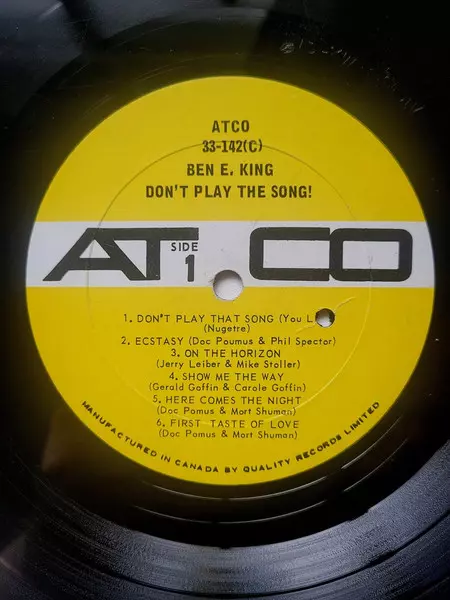 ATCO
33-142(C)
BEN E. KING
DON'T PLAY THE SONG!
AT CO
SIDE
1
1. DON'T PLAY THAT SONG (You L
(Nugetre)
2. ECSTASY (Doc Poumus & Phil Spector)
3. ON THE HORIZON
(Jerry Leiber & Mike Stoller)
4. SHOW ME THE WAY
(Gerald Goffin & Carole Goffin)
5. HERE COMES THE NIGHT
(Doc Pomus & Mort Shuman)
6. FIRST TASTE OF LOVE
(Doc Pomus & Mort Shuman)
MANUFACTURED IN CANADA BY QUALITY RECORDS LIMITED